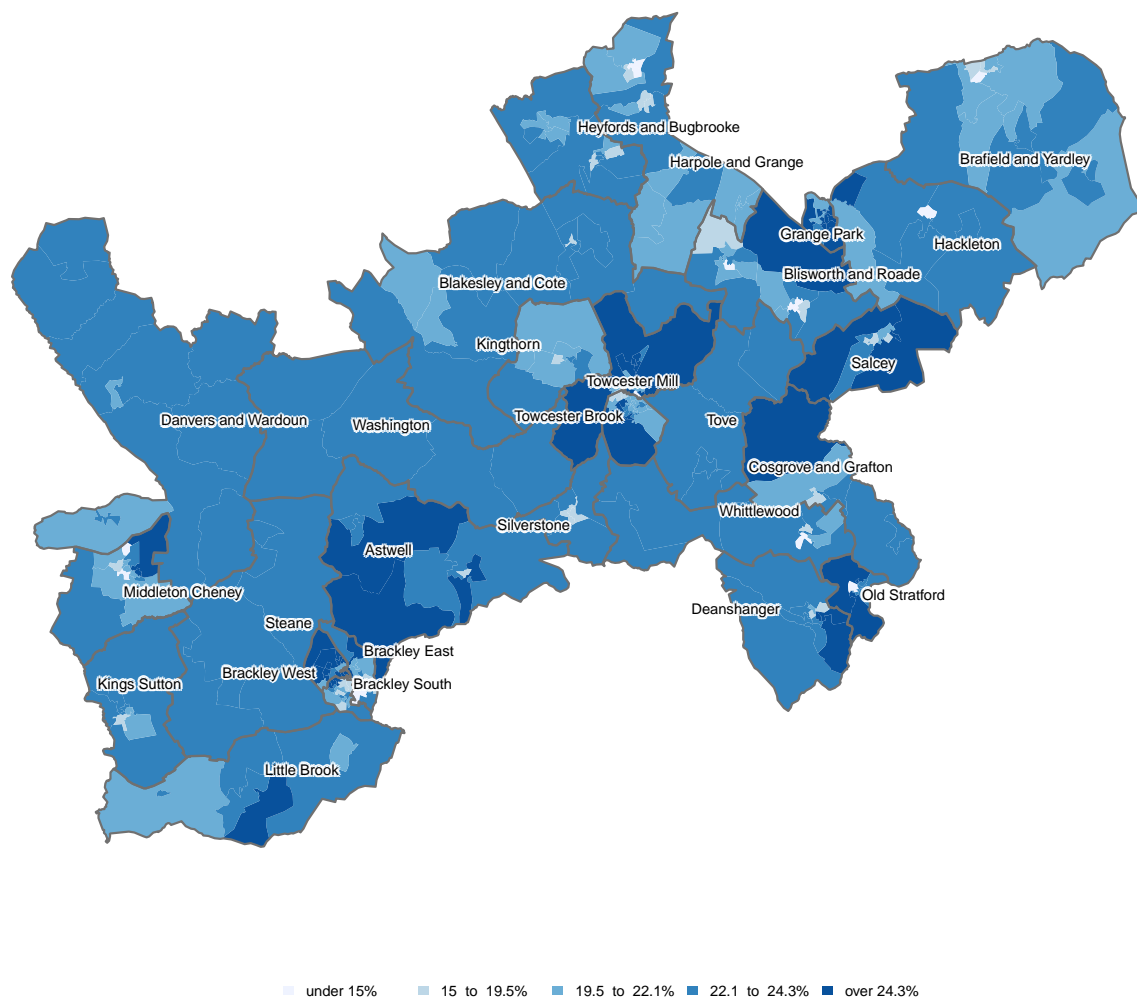 Heyfords and Bugbrooke
Harpole and Grange
Brafield and Yardley
Grange Park
Hackleton
Blisworth and Roade
Blakesley and Cote
Kingthorn
Salcey
Towcester Mill
Towcester Brook
Tove
Danvers and Wardoun
Washington
Cosgrove and Grafton
Whittlewood
Silverstone
Astwell
Middleton Cheney
Old Stratford
Deanshanger
Steane
Brackley East
Brackley West
Kings Sutton
Brackley South
Little Brook
under 15% 15 to 19.5% 19.5 to 22.1% 22.1 to 24.3% over 24.3%